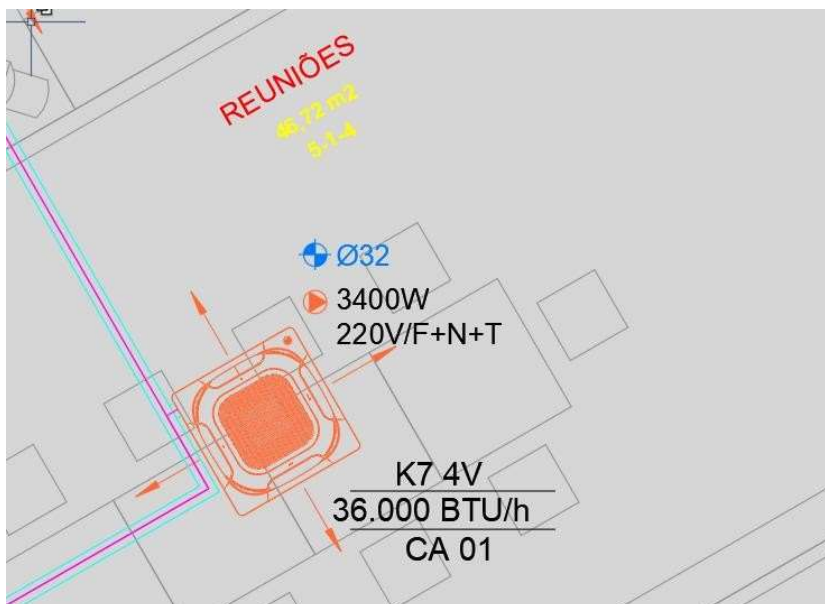 REUNIÕES
46,72 m2
5-1-4
Ø32
3400W
220V/F+N+T
K7 4V
36.000 BTU/h
CA 01